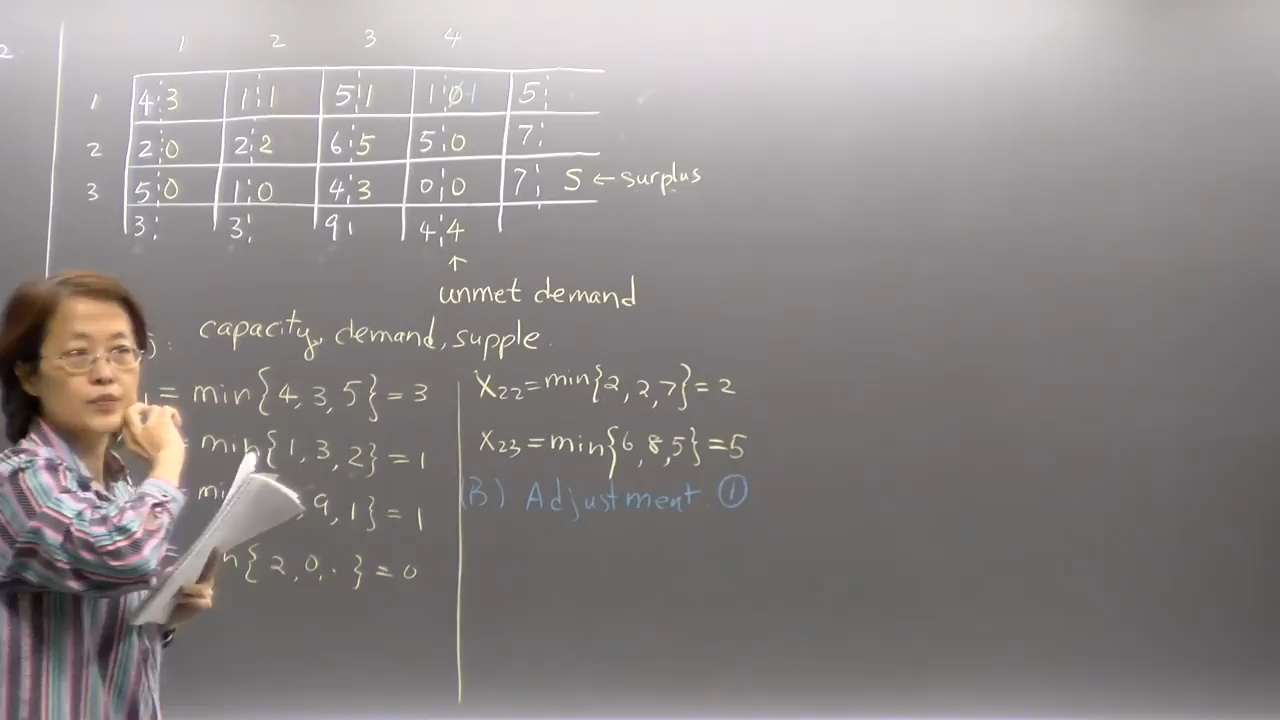 2
1 2 3 4
1 4 3 1 1 5 1 1 0 1 5
2 2 0 2 2 6 5 5 0 7
3 5 0 1 0 4 3 0 0 7 5 ← surplus
3 3 9 4 4
↑
unmet demand
capacity, demand, supple.
= min{4, 3, 5} = 3
= min{1, 3, 2} = 1
, 9, 1} = 1
= {2, 0, . } = 0
X22 = min{2, 2, 7} = 2
X23 = min{6, 8, 5} = 5
(B) Adjustment. ①